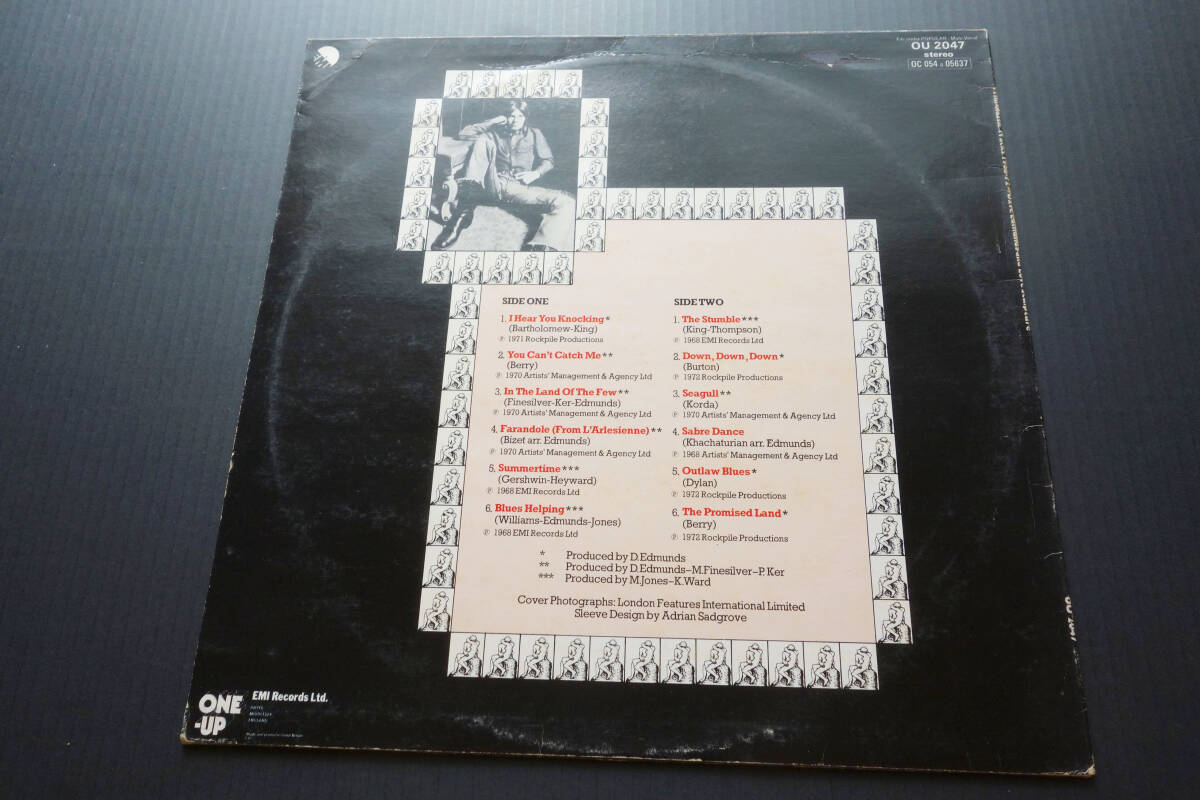 OU 2047
stereo
OC 054 o 05637
SIDE ONE
1. I Hear You Knocking *
(Bartholomew-King)
℗ 1971 Rockpile Productions
2. You Can't Catch Me **
(Berry)
℗ 1970 Artists' Management & Agency Ltd
3. In The Land Of The Few **
(Finesilver-Ker-Edmunds)
℗ 1970 Artists' Management & Agency Ltd
4. Farandole (From L'Arlesienne) **
(Bizet arr. Edmunds)
℗ 1970 Artists' Management & Agency Ltd
5. Summertime ***
(Gershwin-Heyward)
℗ 1968 EMI Records Ltd
6. Blues Helping ***
(Williams-Edmunds-Jones)
℗ 1968 EMI Records Ltd
SIDE TWO
1. The Stumble ***
(King-Thompson)
℗ 1968 EMI Records Ltd
2. Down, Down, Down *
(Burton)
℗ 1972 Rockpile Productions
3. Seagull **
(Korda)
℗ 1970 Artists' Management & Agency Ltd
4. Sabre Dance
(Khachaturian arr. Edmunds)
℗ 1968 Artists' Management & Agency Ltd
5. Outlaw Blues *
(Dylan)
℗ 1972 Rockpile Productions
6. The Promised Land *
(Berry)
℗ 1972 Rockpile Productions
* Produced by D.Edmunds
** Produced by D.Edmunds–M.Finesilver–P.Ker
*** Produced by M.Jones–K.Ward
Cover Photographs: London Features International Limited
Sleeve Design by Adrian Sadgrove
ONE
-UP
EMI Records Ltd.
HAYES
MIDDLESEX
ENGLAND
OU 2047